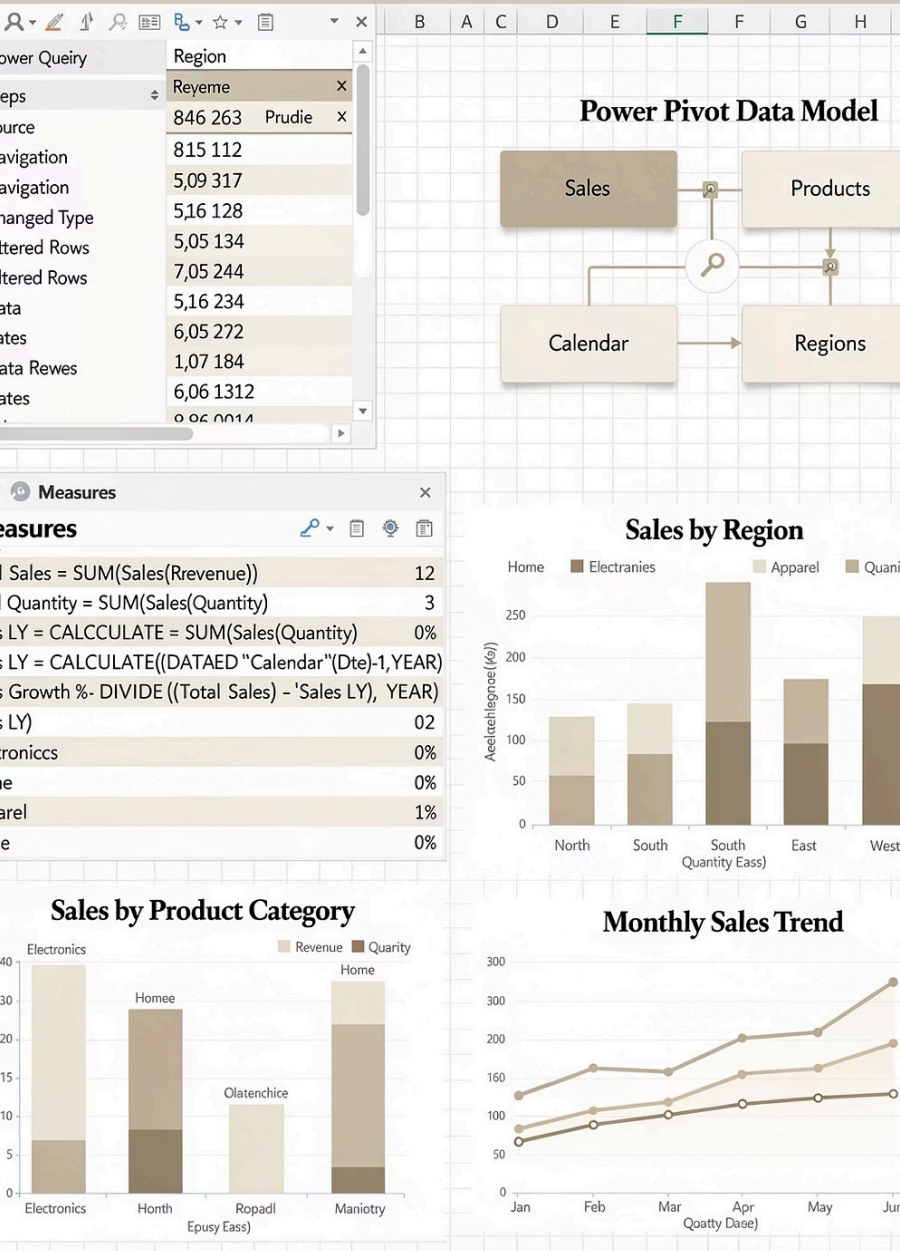 B A C D E F F G H
ower Queiry
Region
eps
Reyeme ×
846 263 Prudie ×
ource
815 112
avigation
5,09 317
avigation
5,16 128
hanged Type
5,05 134
ltered Rows
7,05 244
ltered Rows
5,16 234
ata
6,05 272
ates
1,07 184
ata Rewes
6,06 1312
ates
Power Pivot Data Model
Sales
Products
Calendar
Regions
Measures
easures
l Sales = SUM(Sales(Rrevenue)) 12
l Quantity = SUM(Sales(Quantity) 3
s LY = CALCCULATE = SUM(Sales(Quantity) 0%
s LY = CALCULATE((DATAED "Calendar"(Dte)-1,YEAR)
s Growth %- DIVIDE ((Total Sales) - 'Sales LY), YEAR)
s LY) 02
troniccs 0%
ne 0%
arel 1%
e 0%
Sales by Region
Home Electranies Apparel Quani
250
200
150
100
50
0
North South South East West
Quantity Eass)
Sales by Product Category
Electronics
Revenue Quarity
Home
Homee
Olatenchice
40
30
20
15
10
5
0
Electronics Honth Ropadl Maniotry
Epusy Eass)
Monthly Sales Trend
300
300
200
160
100
50
0
Jan Feb Mar Apr May Jur
Qoatty Daəe)